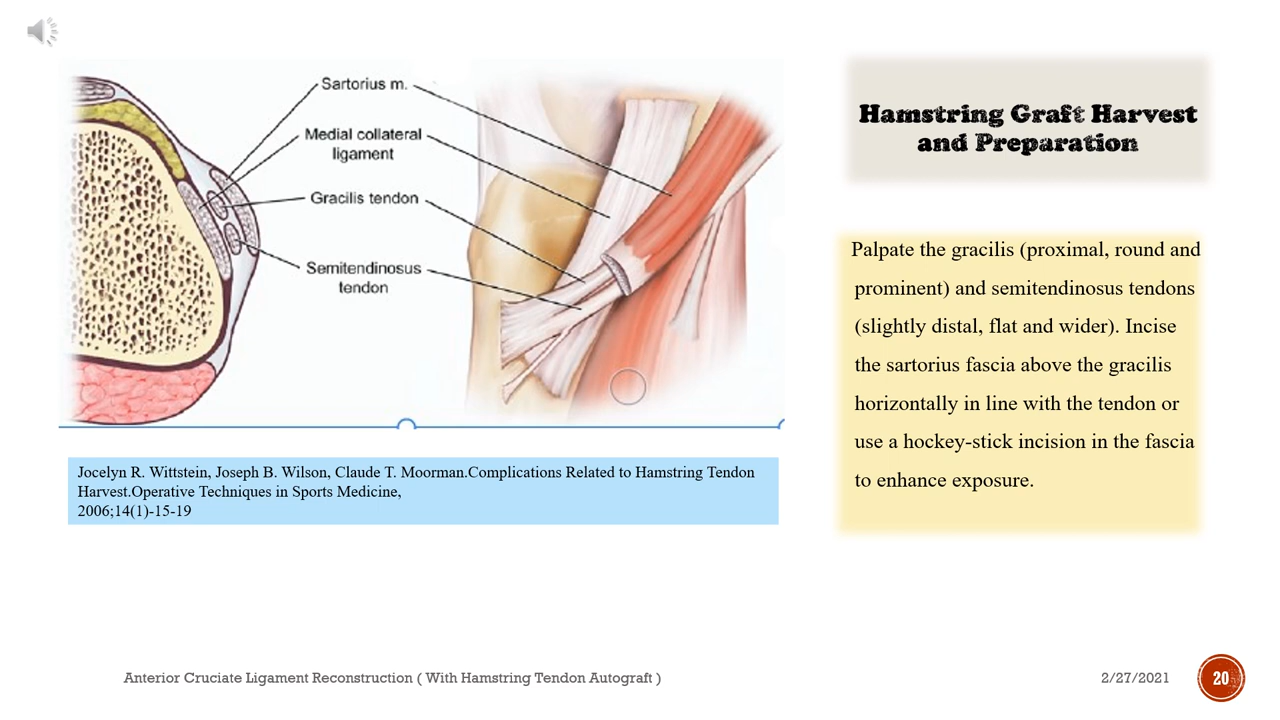 Sartorius m.
Medial collateral
ligament
Gracilis tendon
Semitendinosus
tendon
Jocelyn R. Wittstein, Joseph B. Wilson, Claude T. Moorman.Complications Related to Hamstring Tendon
Harvest.Operative Techniques in Sports Medicine,
2006;14(1)-15-19
Hamstring Graft Harvest
and Preparation
Palpate the gracilis (proximal, round and
prominent) and semitendinosus tendons
(slightly distal, flat and wider). Incise
the sartorius fascia above the gracilis
horizontally in line with the tendon or
use a hockey-stick incision in the fascia
to enhance exposure.
Anterior Cruciate Ligament Reconstruction ( With Hamstring Tendon Autograft )
2/27/2021
20